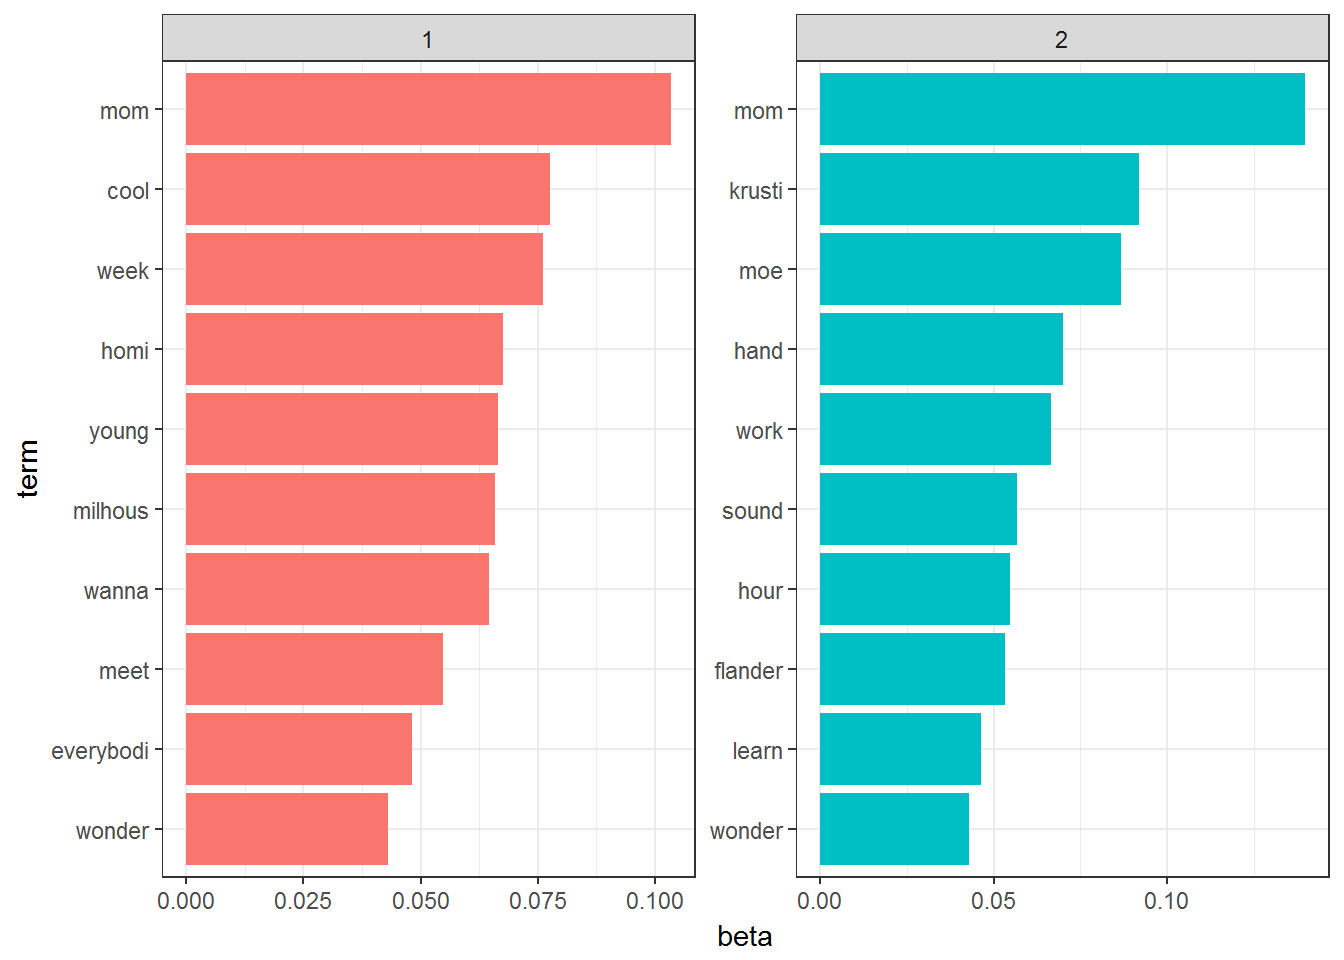 1
mom
cool
week
homi
young
milhous
wanna
meet
everybodi
wonder
0.000 0.025 0.050 0.075 0.100
2
mom
krusti
moe
hand
work
sound
hour
flander
learn
wonder
0.00 0.05 0.10
term
beta